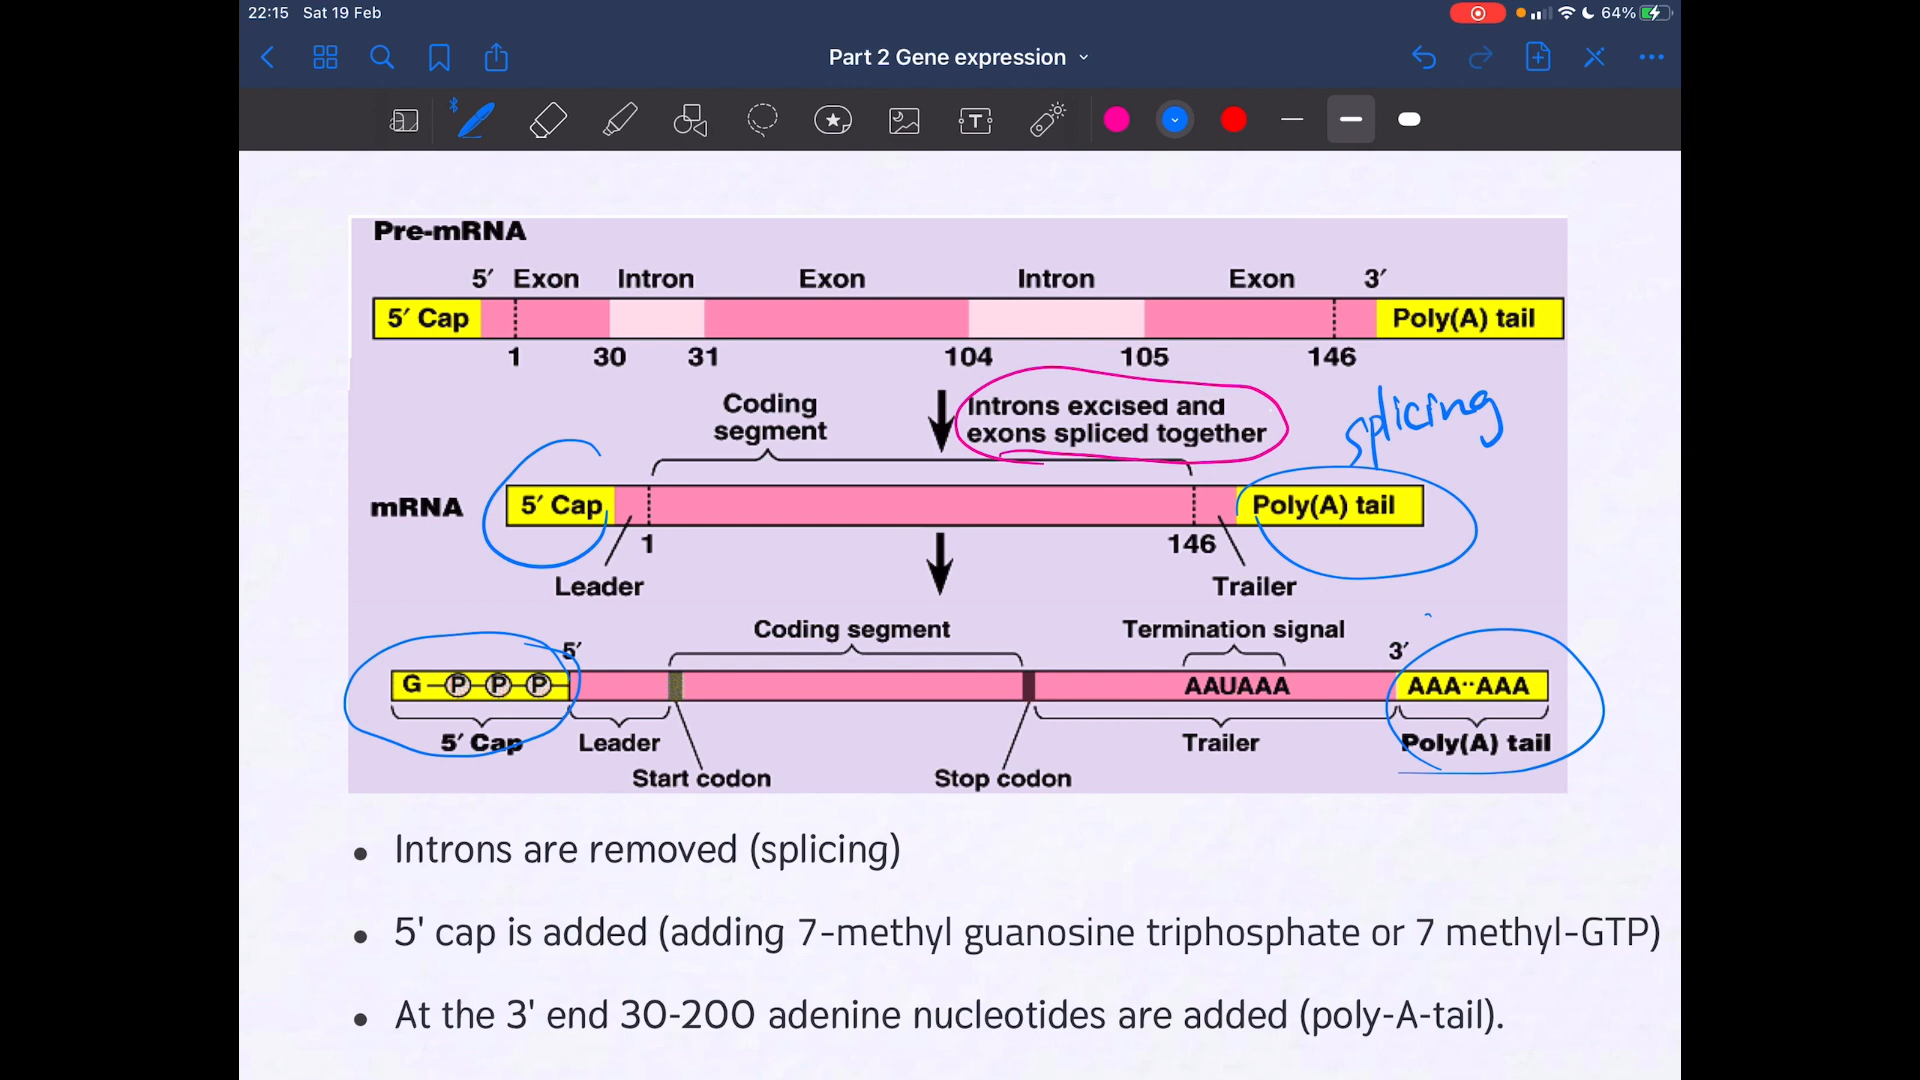 22:15 Sat 19 Feb
64%
Part 2 Gene expression
T
Pre-mRNA
5′ Exon Intron Exon Intron Exon 3′
5′ Cap Poly(A) tail
1 30 31 104 105 146
Coding
segment
Introns excised and
exons spliced together
splicing
mRNA 5′ Cap Poly(A) tail
1 146
Leader Trailer
Coding segment Termination signal
5′ 3′
G P P P AAUAAA AAA··AAA
5′ Cap Leader Trailer Poly(A) tail
Start codon Stop codon
• Introns are removed (splicing)
• 5' cap is added (adding 7-methyl guanosine triphosphate or 7 methyl-GTP)
• At the 3' end 30-200 adenine nucleotides are added (poly-A-tail).